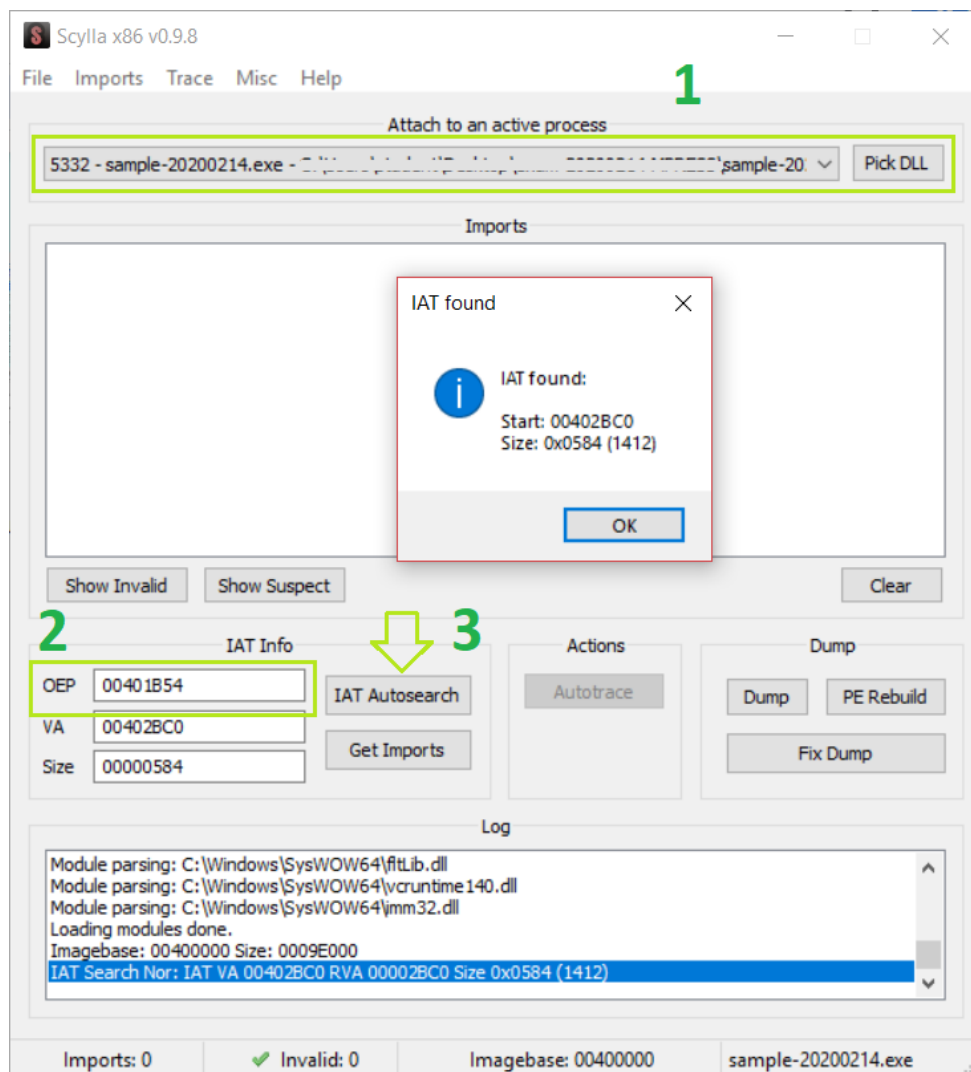 Scylla x86 v0.9.8
File Imports Trace Misc Help
1
Attach to an active process
5332 - sample-20200214.exe - \sample-20 Pick DLL
Imports
IAT found
IAT found:
Start: 00402BC0
Size: 0x0584 (1412)
OK
Show Invalid Show Suspect Clear
2 3
IAT Info Actions Dump
OEP 00401B54 IAT Autosearch Autotrace Dump PE Rebuild
VA 00402BC0
Size 00000584 Get Imports Fix Dump
Log
Module parsing: C:\Windows\SysWOW64\fltLib.dll
Module parsing: C:\Windows\SysWOW64\vcruntime140.dll
Module parsing: C:\Windows\SysWOW64\imm32.dll
Loading modules done.
Imagebase: 00400000 Size: 0009E000
IAT Search Nor: IAT VA 00402BC0 RVA 00002BC0 Size 0x0584 (1412)
Imports: 0 Invalid: 0 Imagebase: 00400000 sample-20200214.exe